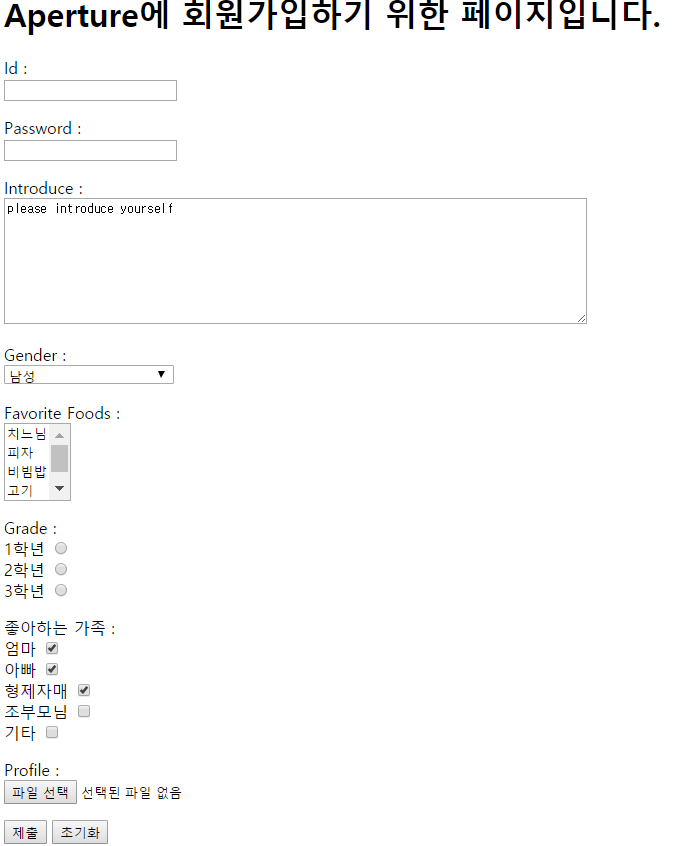 Aperture에 회원가입하기 위한 페이지입니다.
Id :
Password :
Introduce :
please introduce yourself
Gender :
남성
Favorite Foods :
치느님
피자
비빔밥
고기
Grade :
1학년
2학년
3학년
좋아하는 가족 :
엄마
아빠
형제자매
조부모님
기타
Profile :
파일 선택 선택된 파일 없음
제출 초기화